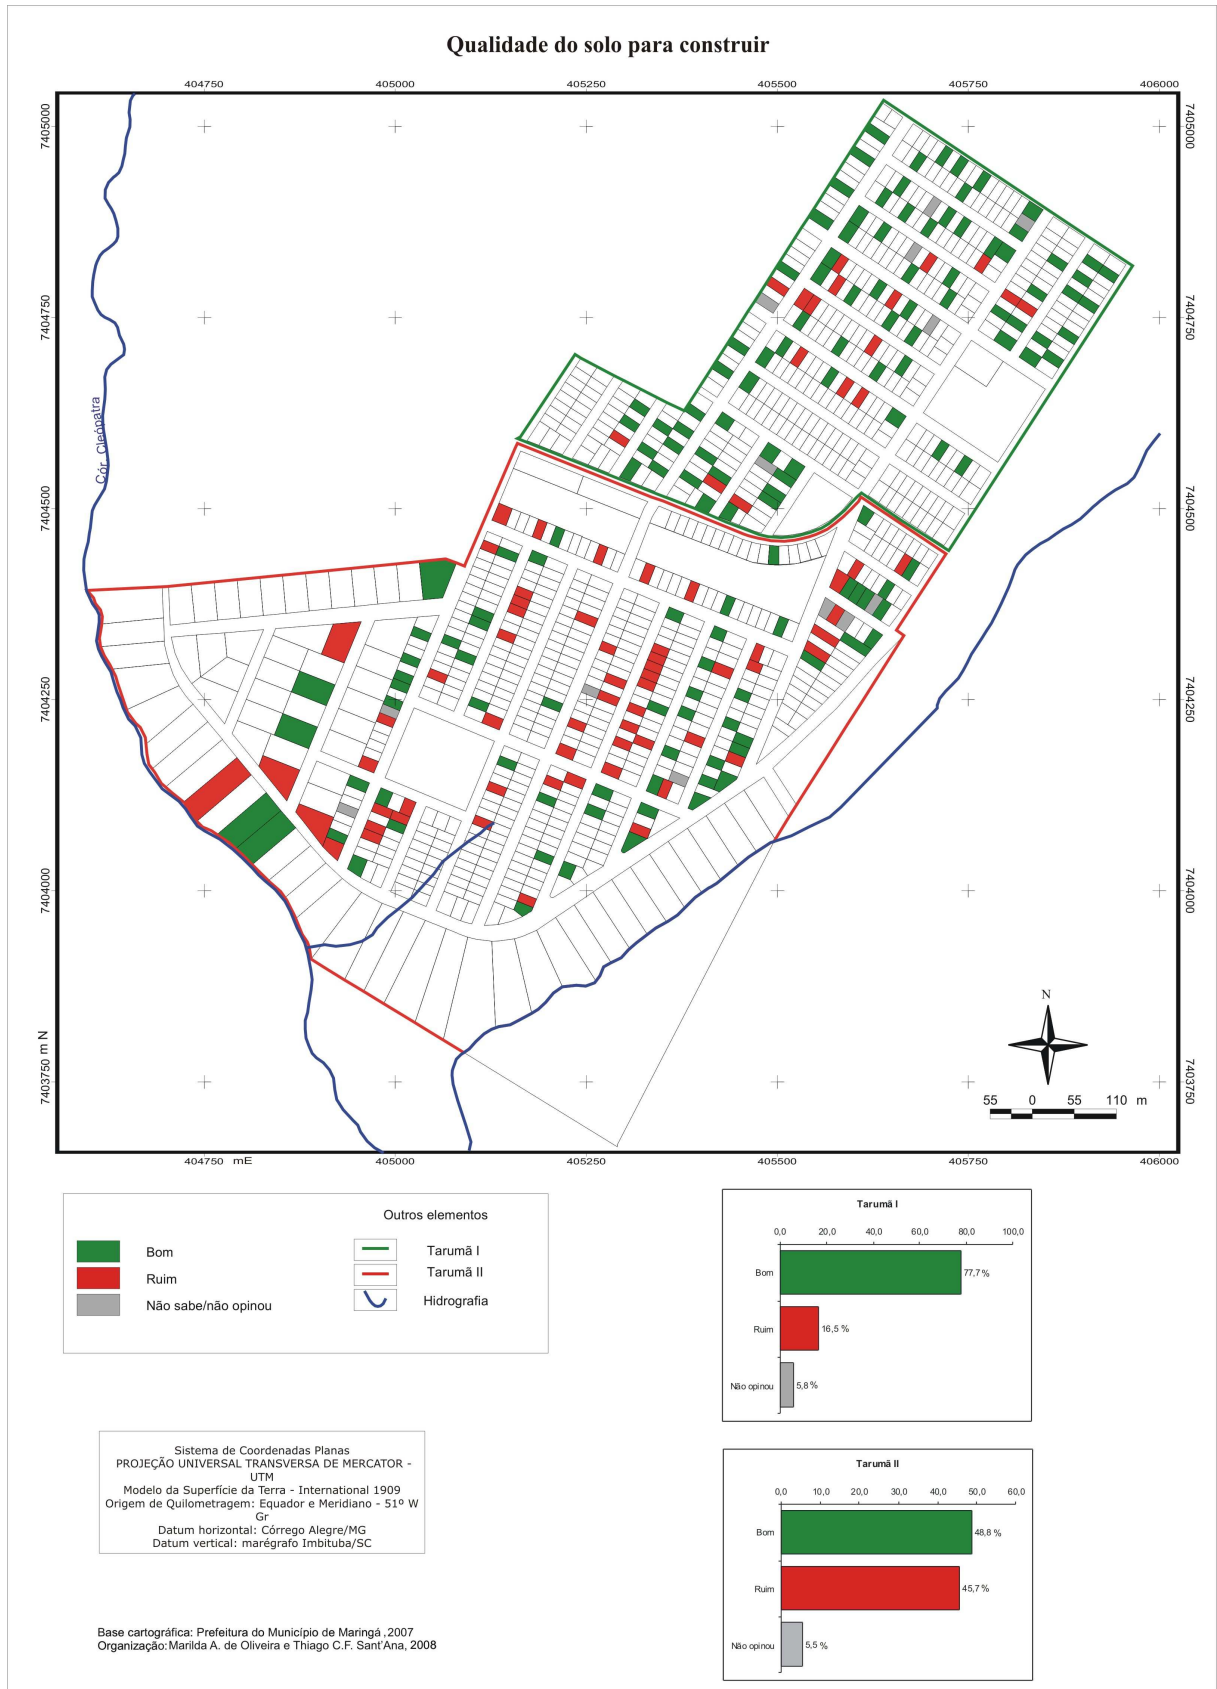 Qualidade do solo para construir
404750 405000 405250 405500 405750 406000
7405000 7405000
7404750 7404750
Cór. Cleópatra
7404500 7404500
7404250 7404250
7404000 7404000
N
7403750 m N 7403750
55 0 55 110 m
404750 mE 405000 405250 405500 405750 406000
Outros elementos
Bom
Ruim
Não sabe/não opinou
Tarumã I
Tarumã II
Hidrografia
Tarumã I
0,0 20,0 40,0 60,0 80,0 100,0
Bom 77,7 %
Ruim 16,5 %
Não opinou 5,8 %
Sistema de Coordenadas Planas
PROJEÇÃO UNIVERSAL TRANSVERSA DE MERCATOR -
UTM
Modelo da Superfície da Terra - International 1909
Origem de Quilometragem: Equador e Meridiano - 51º W
Gr
Datum horizontal: Córrego Alegre/MG
Datum vertical: marégrafo Imbituba/SC
Tarumã II
0,0 10,0 20,0 30,0 40,0 50,0 60,0
Bom 48,8 %
Ruim 45,7 %
Não opinou 5,5 %
Base cartográfica: Prefeitura do Município de Maringá ,2007
Organização: Marilda A. de Oliveira e Thiago C.F. Sant'Ana, 2008